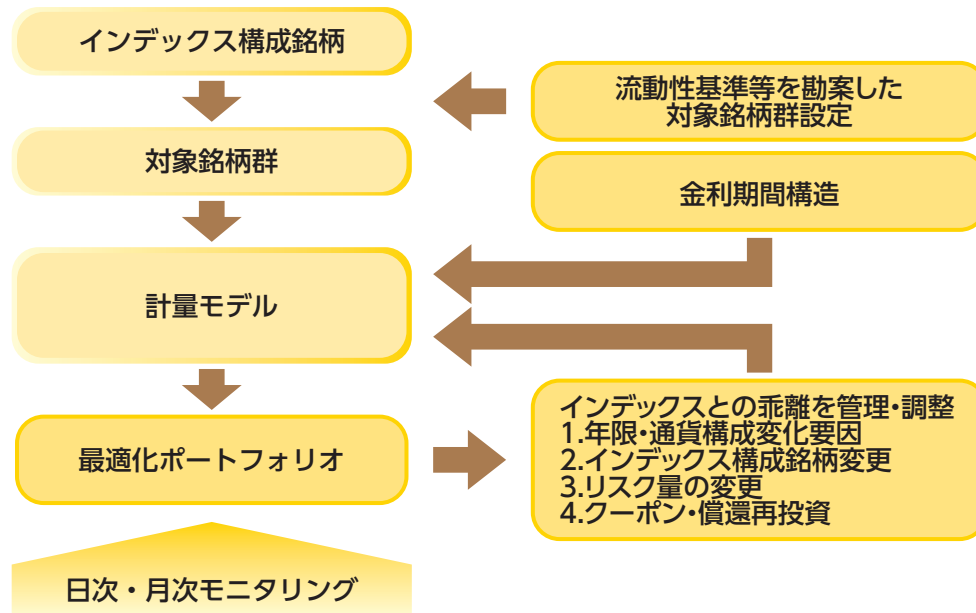 インデックス構成銘柄
流動性基準等を勘案した
対象銘柄群設定
対象銘柄群
金利期間構造
計量モデル
最適化ポートフォリオ
インデックスとの乖離を管理・調整
1.年限・通貨構成変化要因
2.インデックス構成銘柄変更
3.リスク量の変更
4.クーポン・償還再投資
日次・月次モニタリング